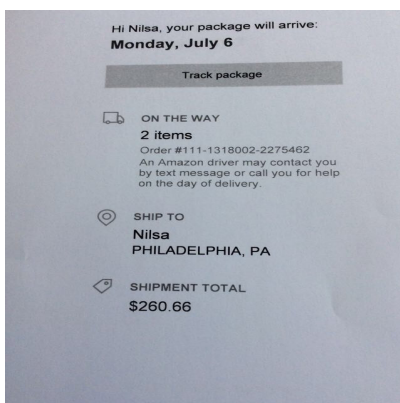 Hi Nilsa, your package will arrive:
Monday, July 6
Track package
ON THE WAY
2 items
Order #111-1318002-2275462
An Amazon driver may contact you
by text message or call you for help
on the day of delivery.
SHIP TO
Nilsa
PHILADELPHIA, PA
SHIPMENT TOTAL
$260.66